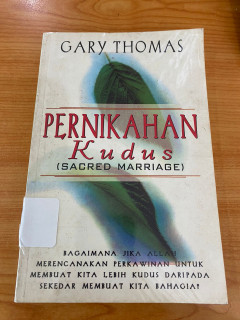 GARY THOMAS
PERNIKAHAN
Kudus
(SACRED MARRIAGE)
BAGAIMANA JIKA ALLAH
MERENCANAKAN PERKAWINAN UNTUK
MEMBUAT KITA LEBIH KUDUS DARIPADA
SEKEDAR MEMBUAT KITA BAHAGIA?